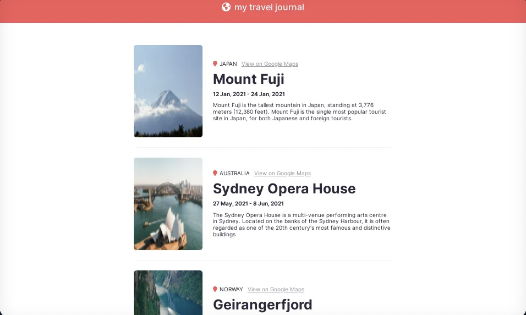 my travel journal
JAPAN View on Google Maps
Mount Fuji
12 Jan, 2021 - 24 Jan, 2021
Mount Fuji is the tallest mountain in Japan, standing at 3,776
meters (12,380 feet). Mount Fuji is the single most popular tourist
site in Japan, for both Japanese and foreign tourists.
AUSTRALIA View on Google Maps
Sydney Opera House
27 May, 2021 - 8 Jun, 2021
The Sydney Opera House is a multi-venue performing arts centre
in Sydney. Located on the banks of the Sydney Harbour, it is often
regarded as one of the 20th century's most famous and distinctive
buildings.
NORWAY View on Google Maps
Geirangerfjord